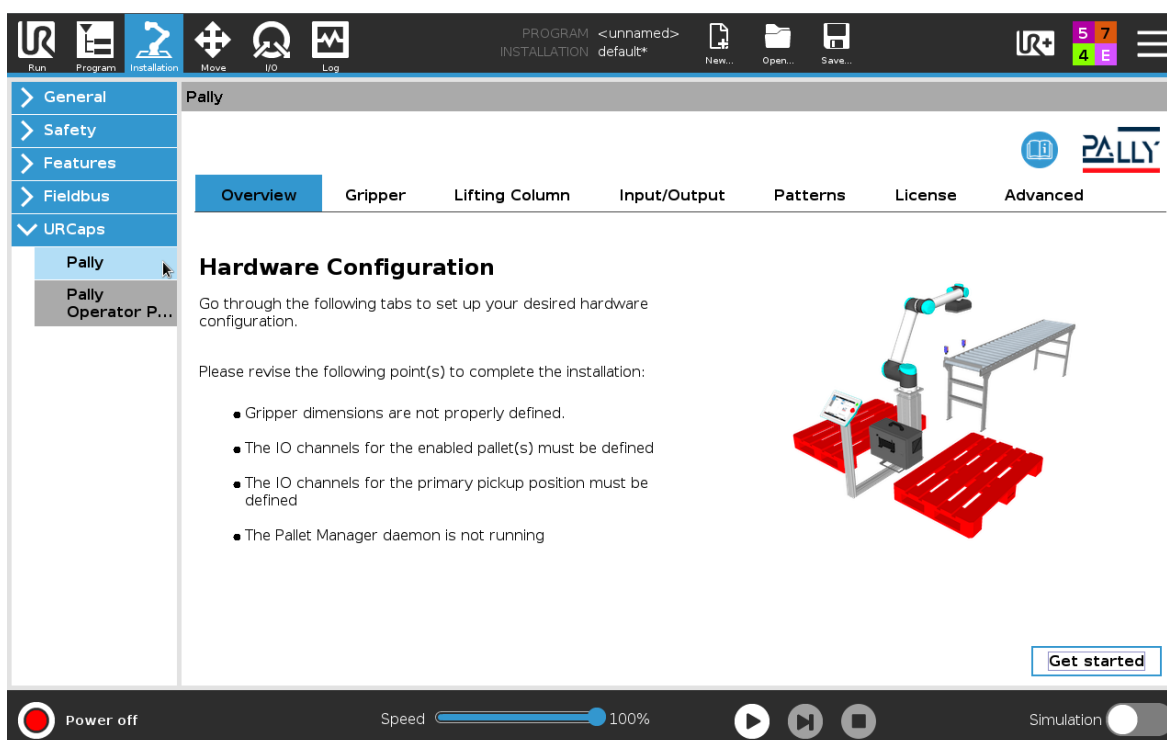 PROGRAM <unnamed>
INSTALLATION default*
Run Program Installation Move I/O Log New... Open... Save...
UR
UR+
5 7
4 E
General
Safety
Features
Fieldbus
URCaps
Pally
Pally
Operator P...
Pally
PALLY
Overview Gripper Lifting Column Input/Output Patterns License Advanced
Hardware Configuration
Go through the following tabs to set up your desired hardware
configuration.
Please revise the following point(s) to complete the installation:
Gripper dimensions are not properly defined.
The IO channels for the enabled pallet(s) must be defined
The IO channels for the primary pickup position must be
defined
The Pallet Manager daemon is not running
Get started
Power off Speed 100% Simulation